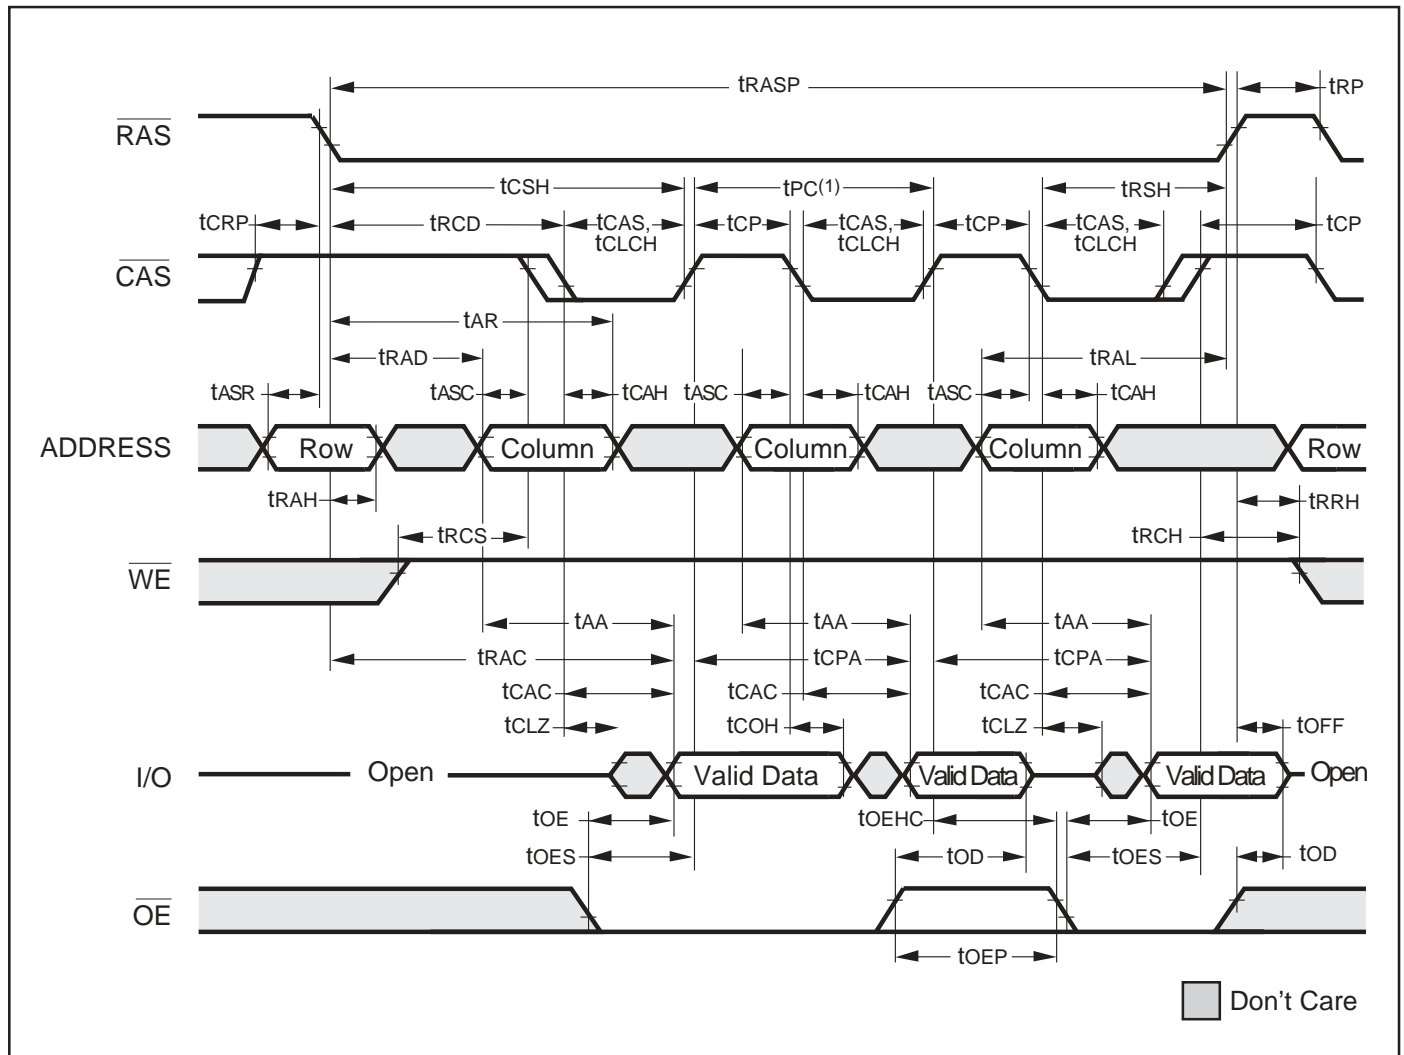 tRASP tRP
RAS
tCSH tPC(1) tRSH
tCRP tRCD tCAS, tCP tCAS, tCP tCAS, tCP
tCLCH tCLCH tCLCH
CAS
tAR
tRAD tRAL
tASR tASC tCAH tASC tCAH tASC tCAH
ADDRESS Row Column Column Column Row
tRAH tRRH
tRCS tRCH
WE
tAA tAA tAA
tRAC tCPA tCPA
tCAC tCAC tCAC
tCLZ tCOH tCLZ tOFF
I/O Open Valid Data Valid Data Valid Data Open
tOE tOEHC tOE
tOES tOD tOES tOD
OE
tOEP
Don't Care